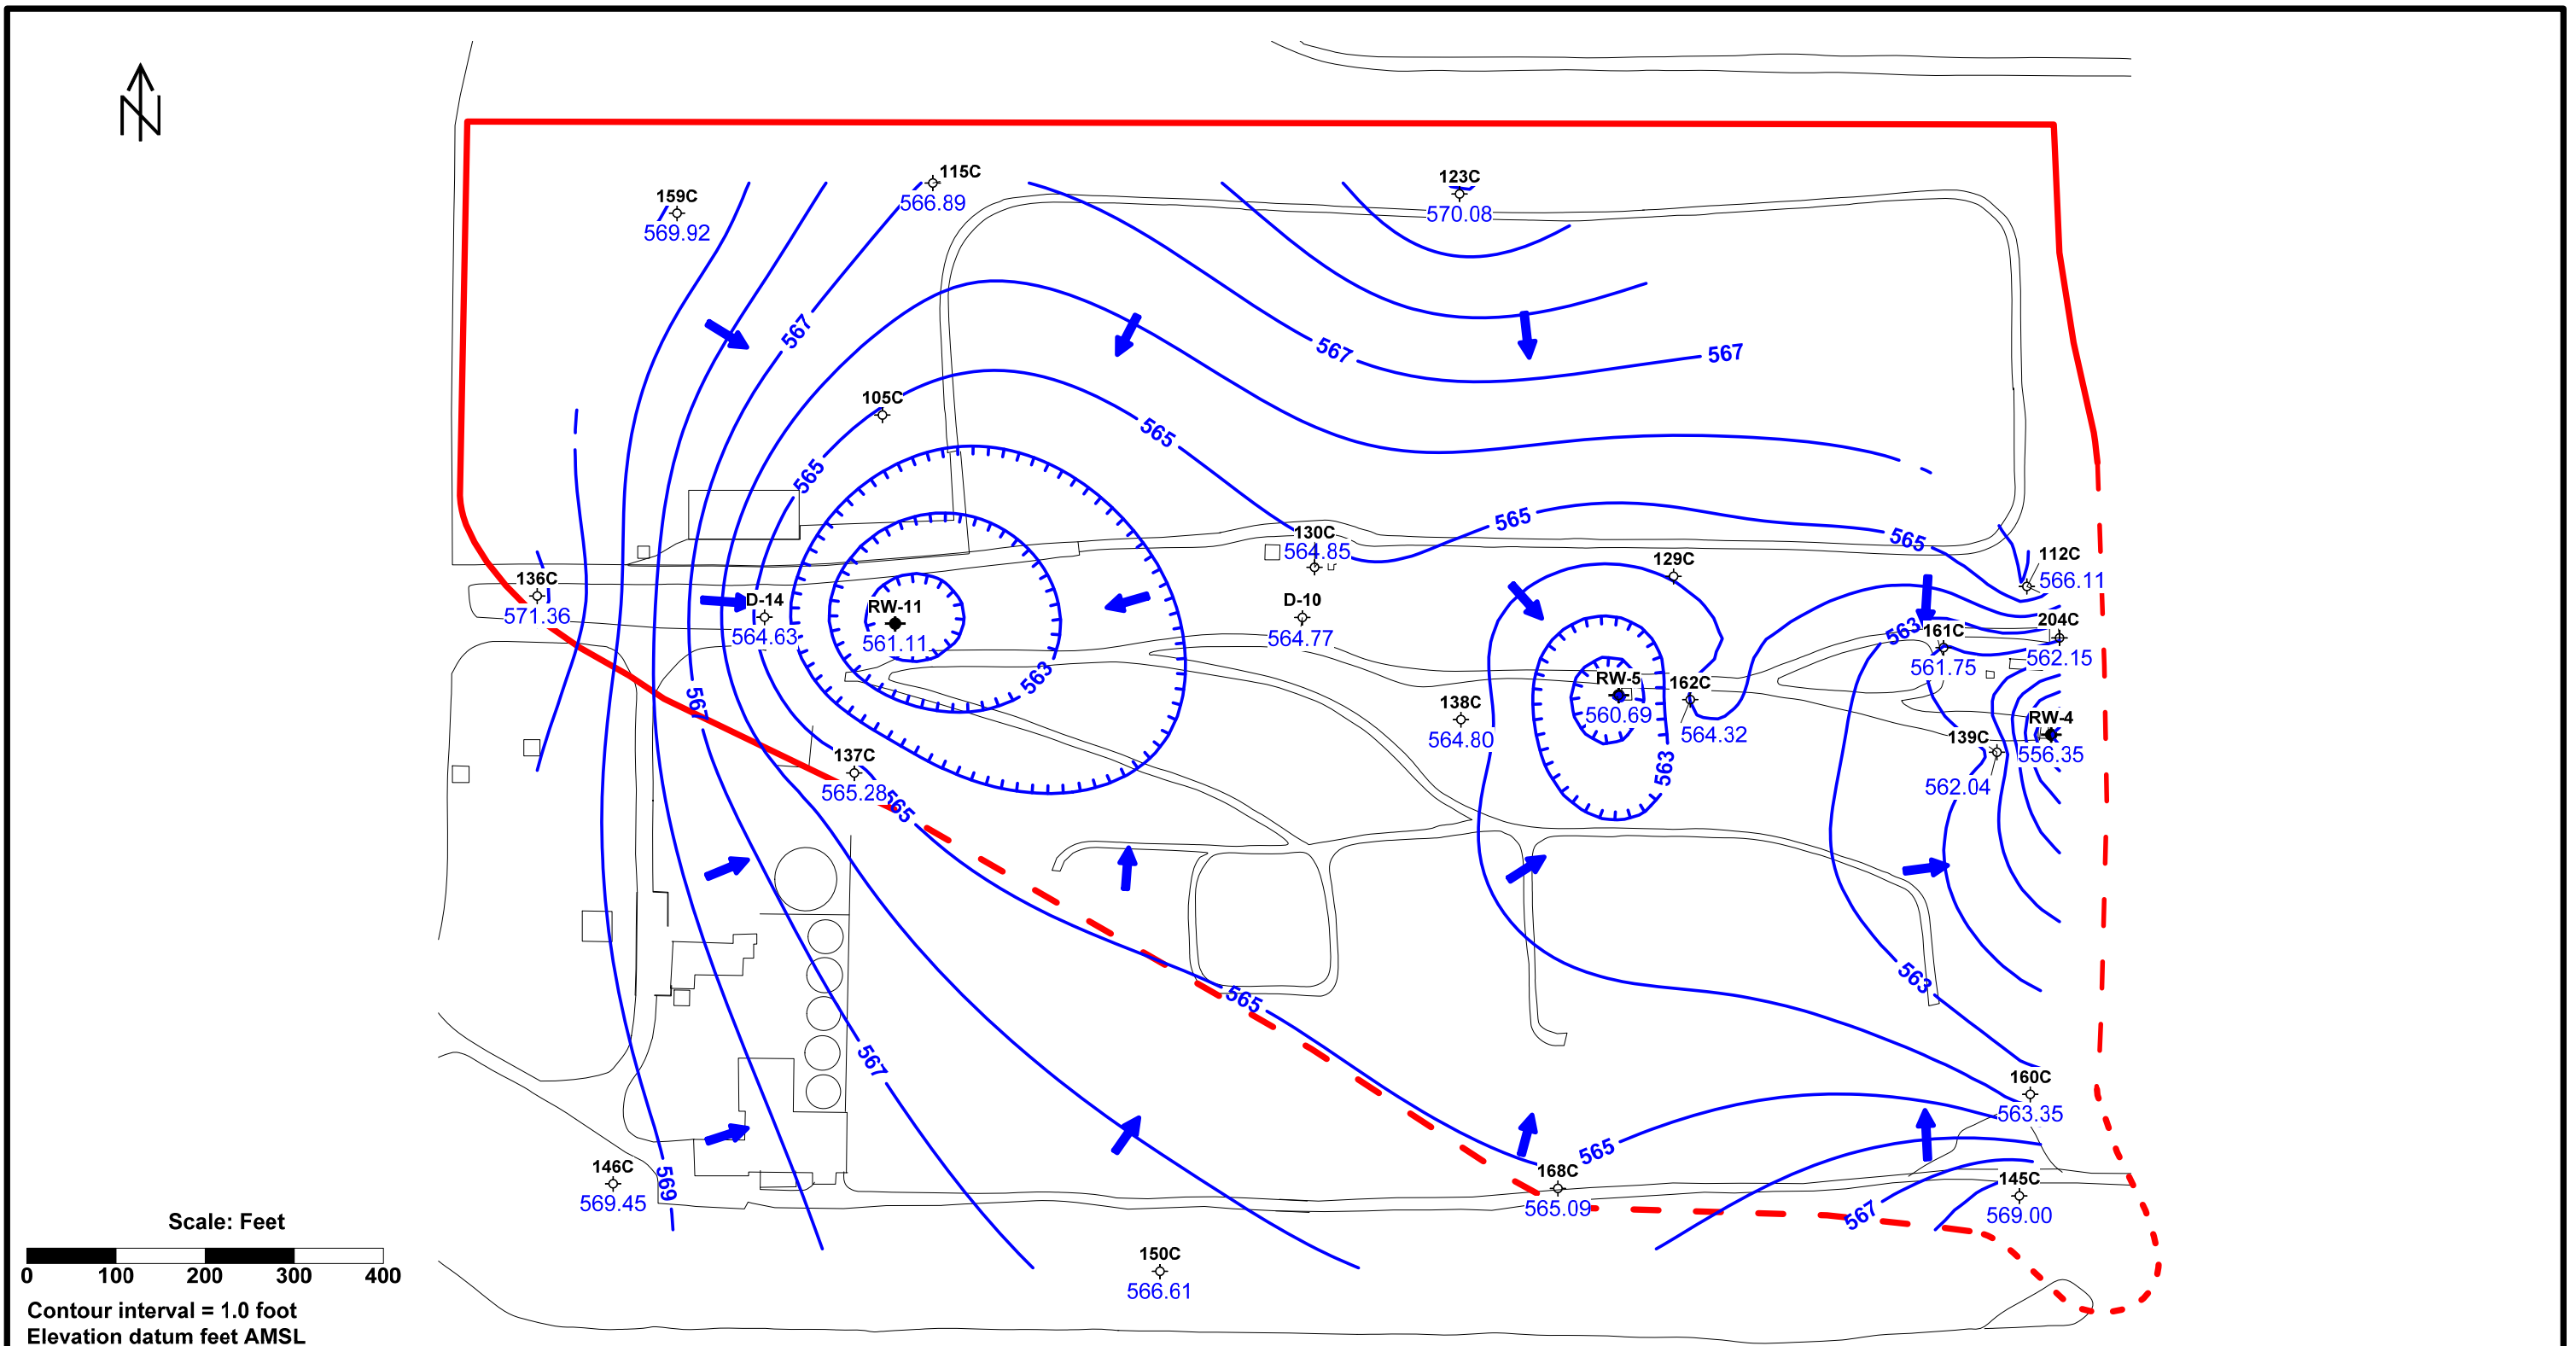 N
115C
566.89
123C
570.08
159C
569.92
567
567
567
105C
565
565
565
565
130C
564.85
129C
112C
566.11
136C
571.36
D-14
564.63
RW-11
561.11
D-10
564.77
563
161C
561.75
204C
562.15
563
567
138C
564.80
RW-5
560.69
162C
564.32
RW-4
556.35
139C
562.04
137C
565.28
563
565
565
563
567
160C
563.35
565
168C
565.09
146C
569.45
569
145C
569.00
567
150C
566.61
Scale: Feet
0 100 200 300 400
Contour interval = 1.0 foot
Elevation datum feet AMSL